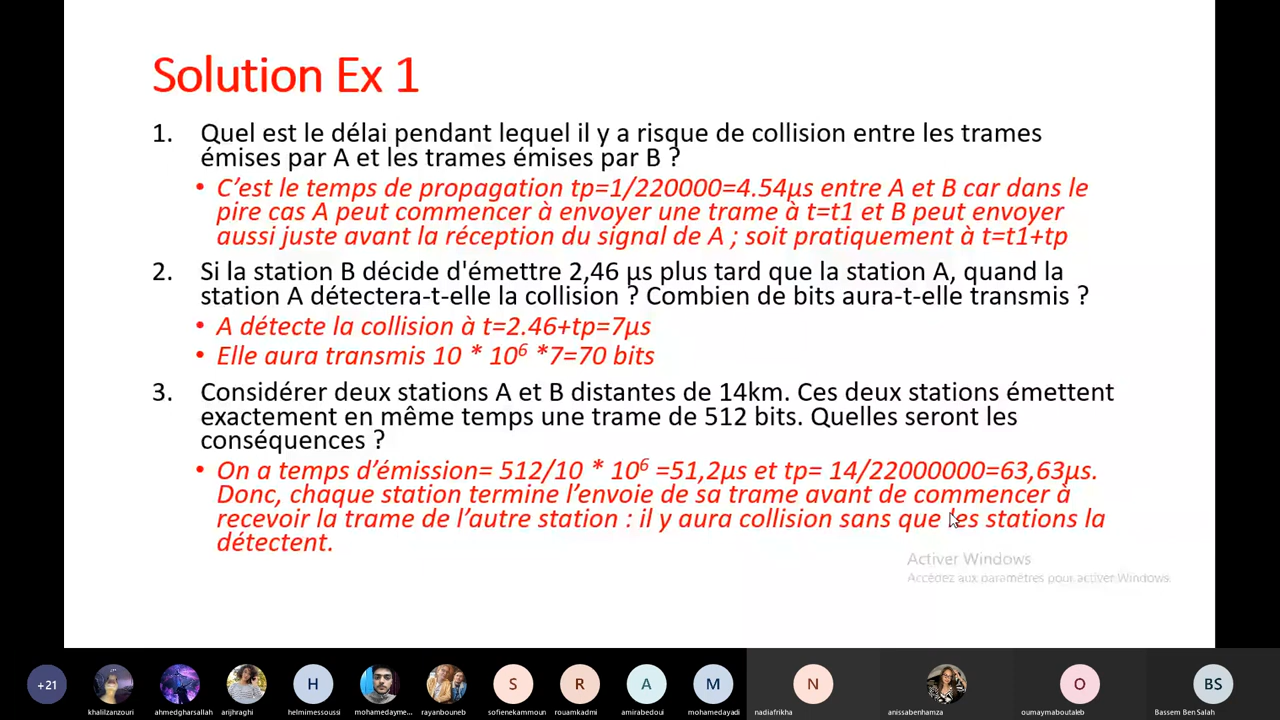 Solution Ex 1
1. Quel est le délai pendant lequel il y a risque de collision entre les trames
émises par A et les trames émises par B ?
• C'est le temps de propagation tp=1/220000=4.54µs entre A et B car dans le
pire cas A peut commencer à envoyer une trame à t=t1 et B peut envoyer
aussi juste avant la réception du signal de A ; soit pratiquement à t=t1+tp
2. Si la station B décide d'émettre 2,46 µs plus tard que la station A, quand la
station A détectera-t-elle la collision ? Combien de bits aura-t-elle transmis ?
• A détecte la collision à t=2.46+tp=7µs
• Elle aura transmis 10 * 10⁶ *7=70 bits
3. Considérer deux stations A et B distantes de 14km. Ces deux stations émettent
exactement en même temps une trame de 512 bits. Quelles seront les
conséquences ?
• On a temps d'émission= 512/10 * 10⁶ =51,2µs et tp= 14/22000000=63,63µs.
Donc, chaque station termine l'envoie de sa trame avant de commencer à
recevoir la trame de l'autre station : il y aura collision sans que les stations la
détectent.
Activer Windows
Accédez aux paramètres pour activer Windows.
+21 H S R A M N O BS
khalilzanzouri ahmedgharsallah arijhraghi helmimessoussi mohamedayme... rayanbouneb sofienekammoun rouamkadmi amirabedoui mohamedayadi nadiafrikha anissabenhamza oumaymaboutaleb Bassem Ben Salah